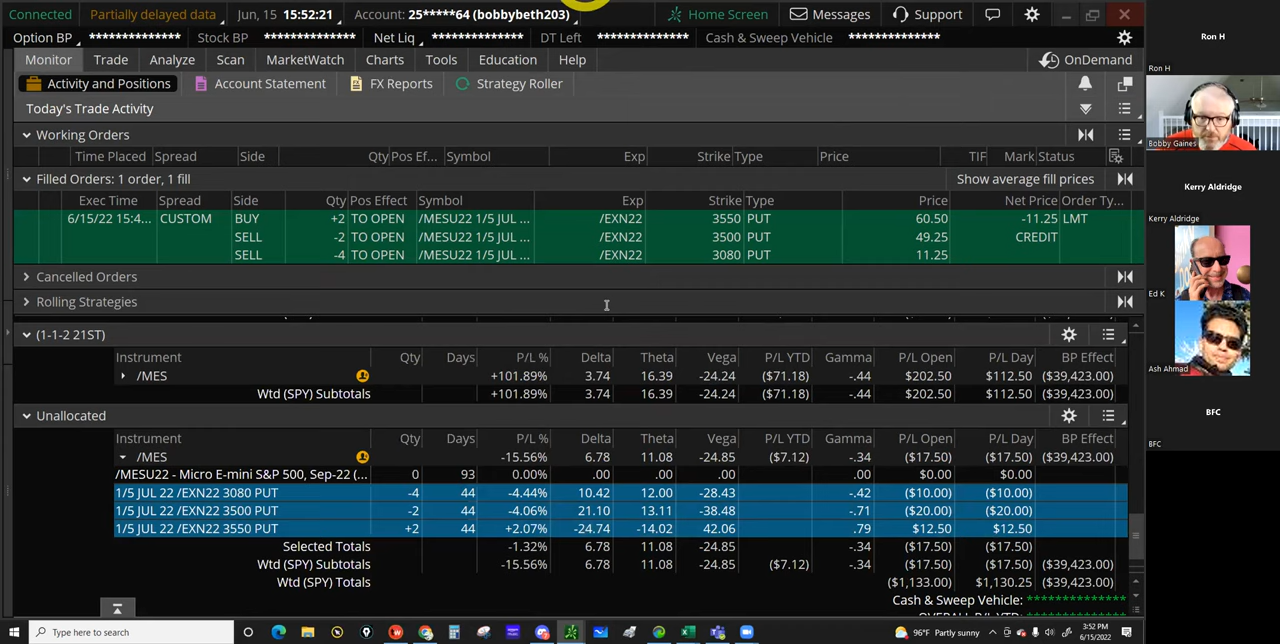 Connected Partially delayed data Jun, 15 15:52:21 Account: 25*****64 (bobbybeth203) Home Screen Messages Support
Option BP ************** Stock BP ************** Net Liq ************** DT Left ************** Cash & Sweep Vehicle **************
Monitor Trade Analyze Scan MarketWatch Charts Tools Education Help OnDemand
Activity and Positions Account Statement FX Reports Strategy Roller
Today's Trade Activity
Working Orders
Time Placed Spread Side Qty Pos Ef... Symbol Exp Strike Type Price TIF Mark Status
Filled Orders: 1 order, 1 fill Show average fill prices
Exec Time Spread Side Qty Pos Effect Symbol Exp Strike Type Price Net Price Order Ty...
6/15/22 15:4... CUSTOM BUY +2 TO OPEN /MESU22 1/5 JUL ... /EXN22 3550 PUT 60.50 -11.25 LMT
SELL -2 TO OPEN /MESU22 1/5 JUL ... /EXN22 3500 PUT 49.25 CREDIT
SELL -4 TO OPEN /MESU22 1/5 JUL ... /EXN22 3080 PUT 11.25
Cancelled Orders
Rolling Strategies
(1-1-2 21ST)
Instrument Qty Days P/L % Delta Theta Vega P/L YTD Gamma P/L Open P/L Day BP Effect
/MES +101.89% 3.74 16.39 -24.24 ($71.18) -.44 $202.50 $112.50 ($39,423.00)
Wtd (SPY) Subtotals +101.89% 3.74 16.39 -24.24 ($71.18) -.44 $202.50 $112.50 ($39,423.00)
Unallocated
Instrument Qty Days P/L % Delta Theta Vega P/L YTD Gamma P/L Open P/L Day BP Effect
/MES -15.56% 6.78 11.08 -24.85 ($7.12) -.34 ($17.50) ($17.50) ($39,423.00)
/MESU22 - Micro E-mini S&P 500, Sep-22 (... 0 93 0.00% .00 .00 .00 .00 $0.00 $0.00
1/5 JUL 22 /EXN22 3080 PUT -4 44 -4.44% 10.42 12.00 -28.43 -.42 ($10.00) ($10.00)
1/5 JUL 22 /EXN22 3500 PUT -2 44 -4.06% 21.10 13.11 -38.48 -.71 ($20.00) ($20.00)
1/5 JUL 22 /EXN22 3550 PUT +2 44 +2.07% -24.74 -14.02 42.06 .79 $12.50 $12.50
Selected Totals -1.32% 6.78 11.08 -24.85 -.34 ($17.50) ($17.50)
Wtd (SPY) Subtotals -15.56% 6.78 11.08 -24.85 ($7.12) -.34 ($17.50) ($17.50) ($39,423.00)
Wtd (SPY) Totals ($1,133.00) $1,130.25 ($39,423.00)
Cash & Sweep Vehicle: **************
Type here to search 96°F Partly sunny 3:52 PM
6/15/2022
Ron H
Ron H
Bobby Gaines
Kerry Aldridge
Kerry Aldridge
Ed K
Ash Ahmad
BFC
BFC